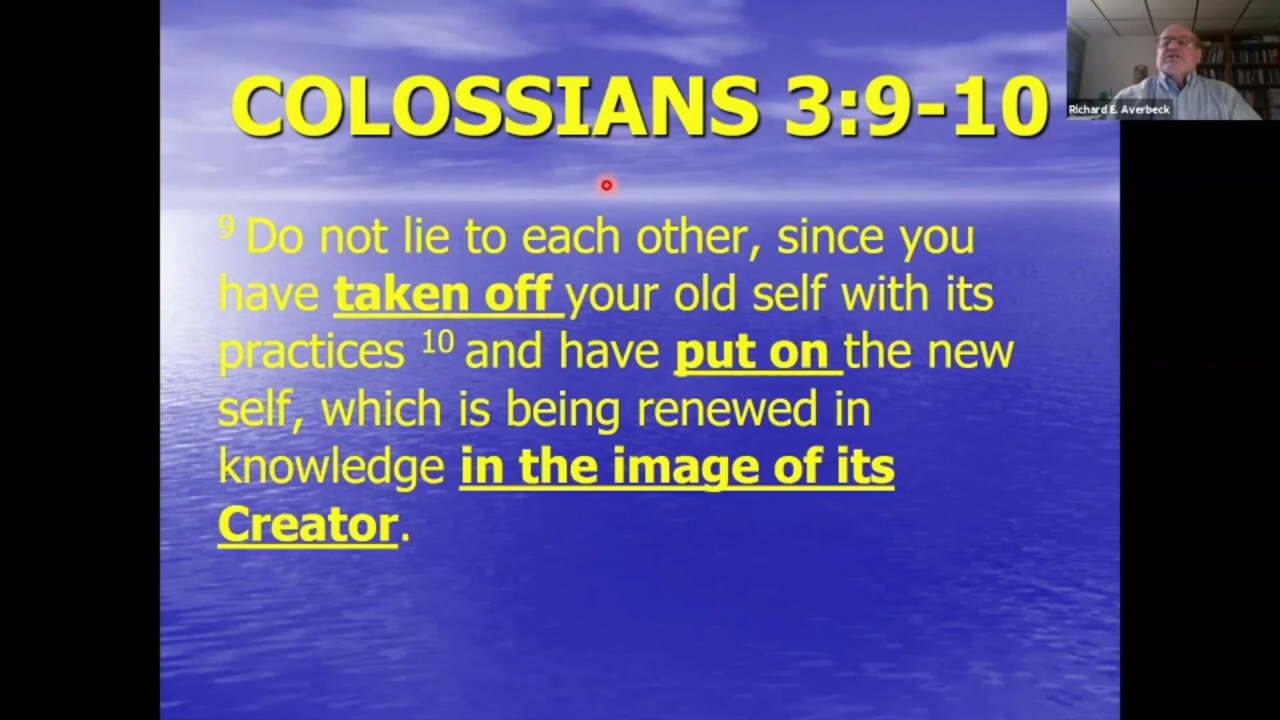 COLOSSIANS 3:9-10
Richard E. Averbeck
9 Do not lie to each other, since you
have taken off your old self with its
practices 10 and have put on the new
self, which is being renewed in
knowledge in the image of its
Creator.